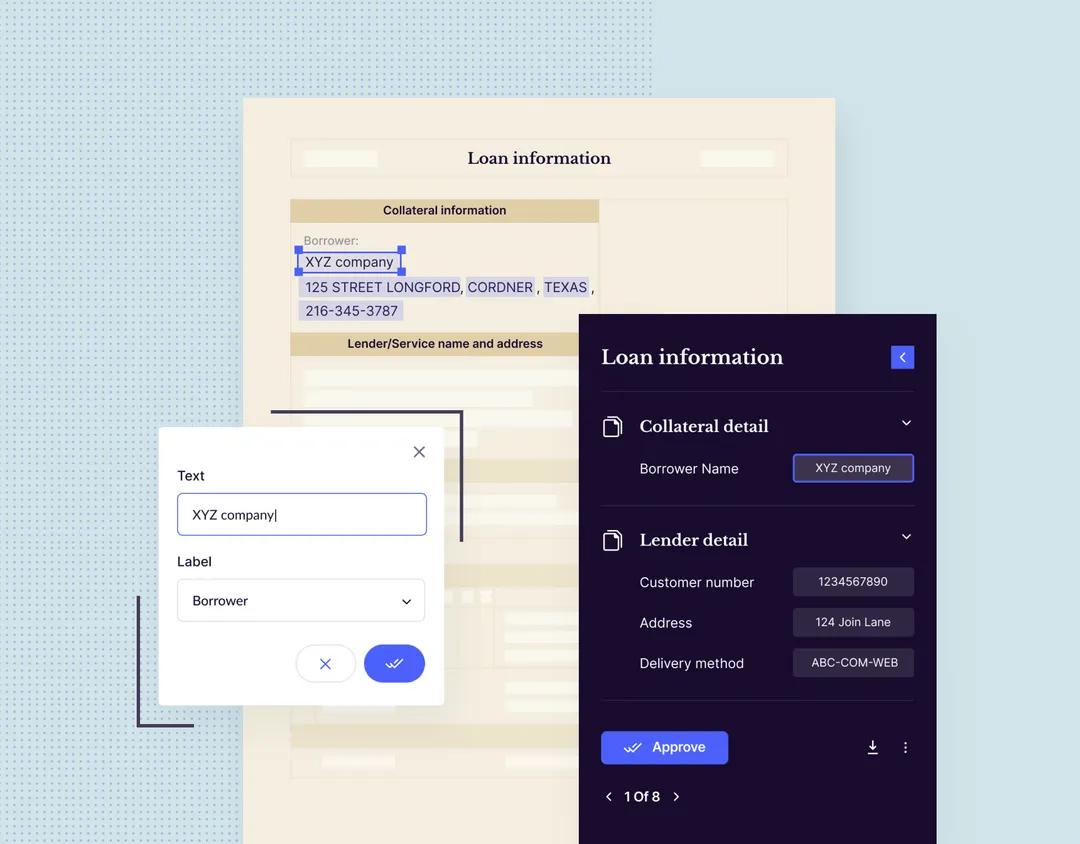 Loan information
Collateral information
Borrower:
XYZ company
125 STREET LONGFORD, CORDNER , TEXAS ,
216-345-3787
Lender/Service name and address
Text
XYZ company
Label
Borrower
Loan information
Collateral detail
Borrower Name XYZ company
Lender detail
Customer number 1234567890
Address 124 Join Lane
Delivery method ABC-COM-WEB
Approve
1 Of 8